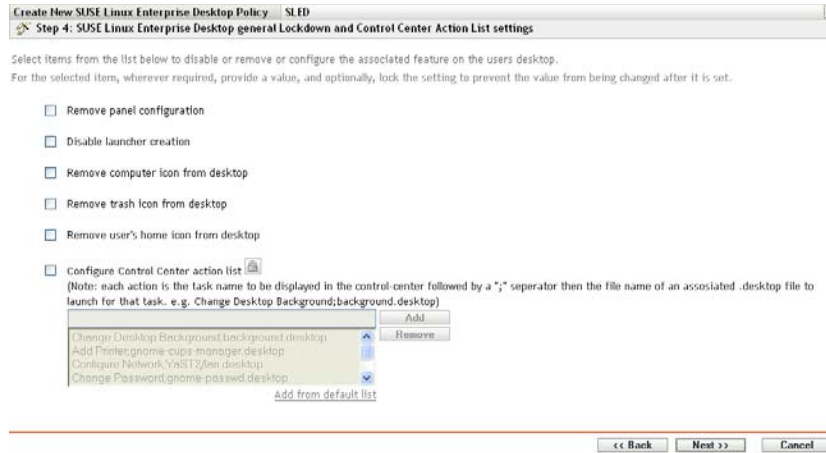 Create New SUSE Linux Enterprise Desktop Policy SLED
Step 4: SUSE Linux Enterprise Desktop general Lockdown and Control Center Action List settings
Select items from the list below to disable or remove or configure the associated feature on the users desktop.
For the selected item, wherever required, provide a value, and optionally, lock the setting to prevent the value from being changed after it is set.
Remove panel configuration
Disable launcher creation
Remove computer icon from desktop
Remove trash icon from desktop
Remove user's home icon from desktop
Configure Control Center action list
(Note: each action is the task name to be displayed in the control-center followed by a ";" seperator then the file name of an assosiated .desktop file to
launch for that task. e.g. Change Desktop Background;background.desktop)
Add
Change Desktop Background;background.desktop
Remove
Add Printer;gnome-cups-manager.desktop
Configure Network;YaST2/lan.desktop
Change Password;gnome-passwd.desktop
Add from default list
<< Back Next >> Cancel